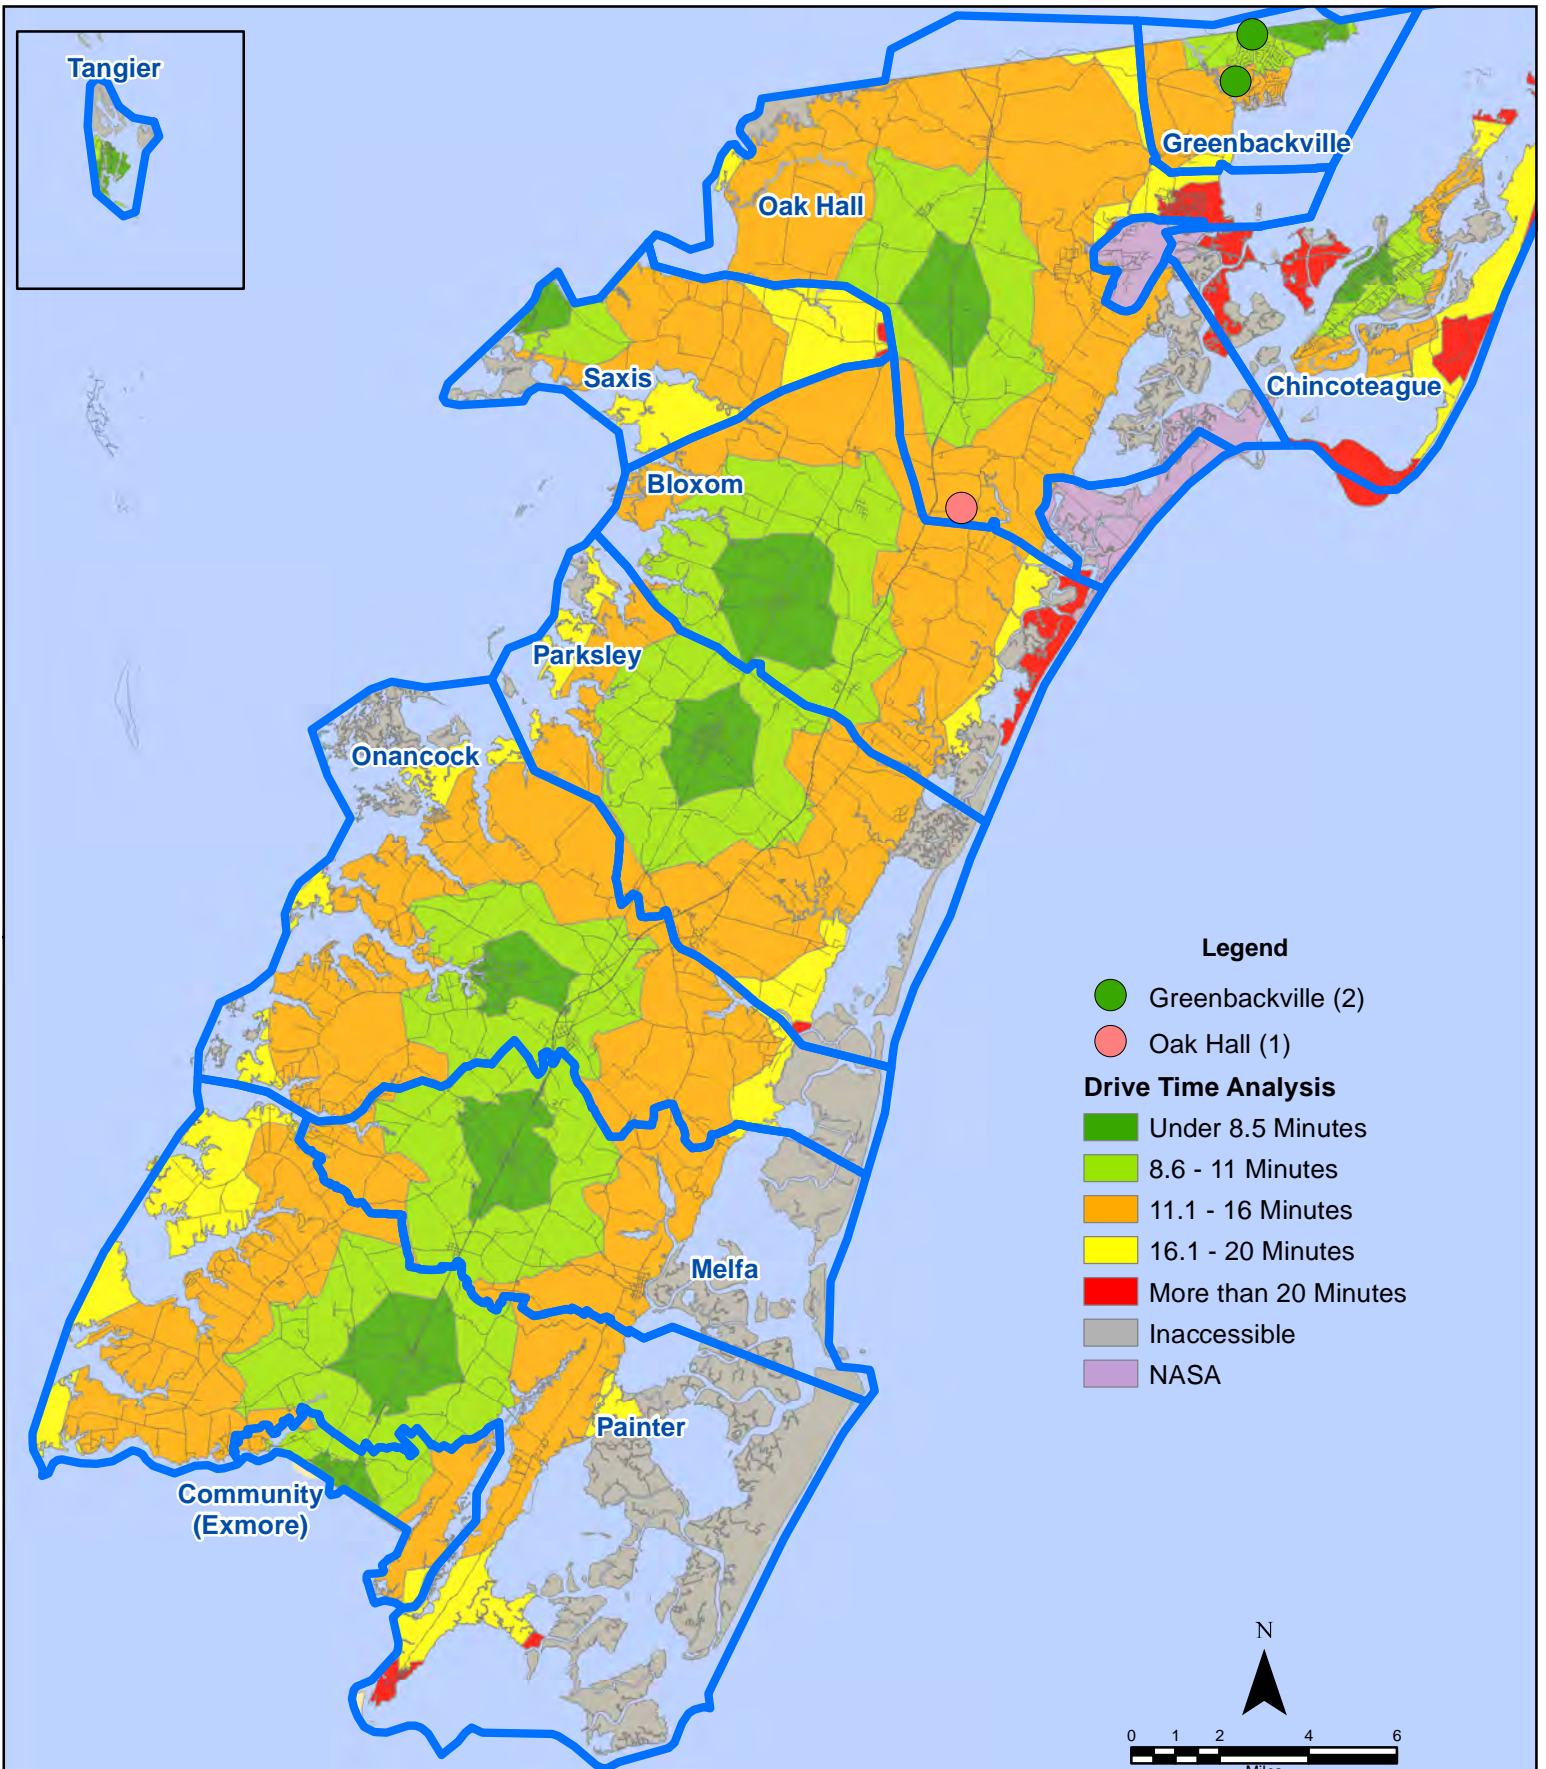 Tangier
Greenbackville
Oak Hall
Saxis
Chincoteague
Bloxom
Parksley
Onancock
Legend
Greenbackville (2)
Oak Hall (1)
Drive Time Analysis
Under 8.5 Minutes
8.6 - 11 Minutes
11.1 - 16 Minutes
16.1 - 20 Minutes
More than 20 Minutes
Inaccessible
NASA
Melfa
Painter
Community
(Exmore)
N
0 1 2 4 6
Miles